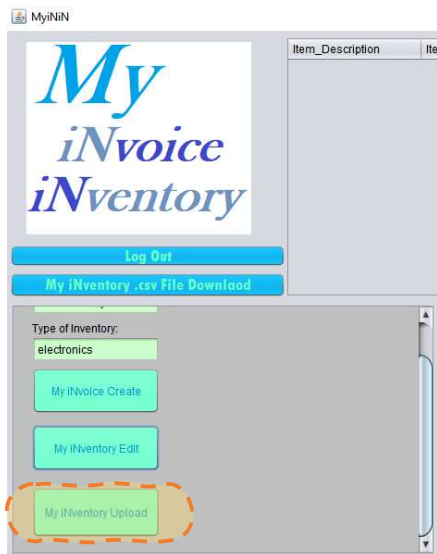 MyiNiN
Item_Description
Ite
My
iNvoice
iNventory
Log Out
My iNventory .csv File Downlaod
Type of Inventory:
electronics
My iNvoice Create
My iNventory Edit
My iNventory Upload